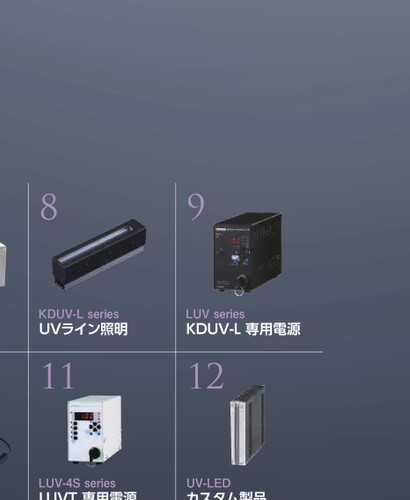 8
KDUV-L series
UVライン照明
9
LUV series
KDUV-L 専用電源
11
LUV-4S series
LUVT 専用電源
12
UV-LED
カスタム製品